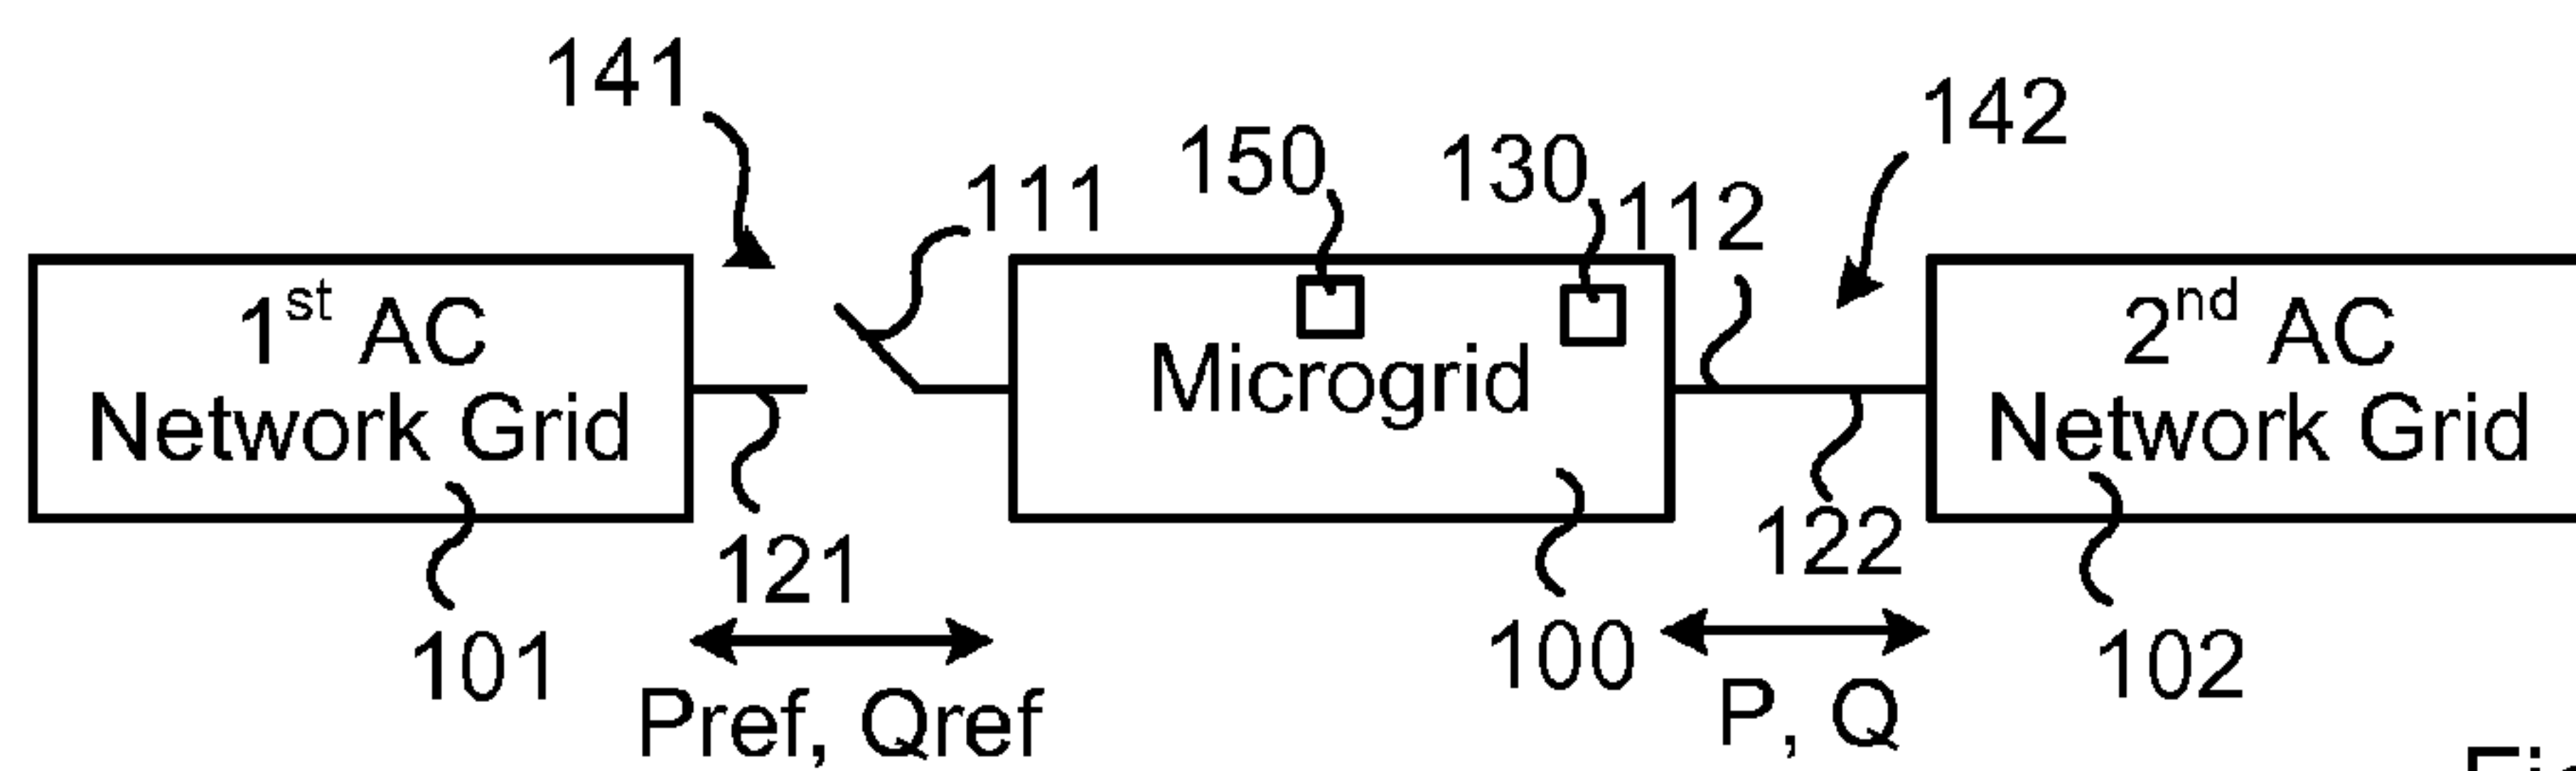 141
142
150
130
111
112
1st AC
Network Grid
Microgrid
2nd AC
Network Grid
121
122
101
100
102
Pref, Qref
P, Q